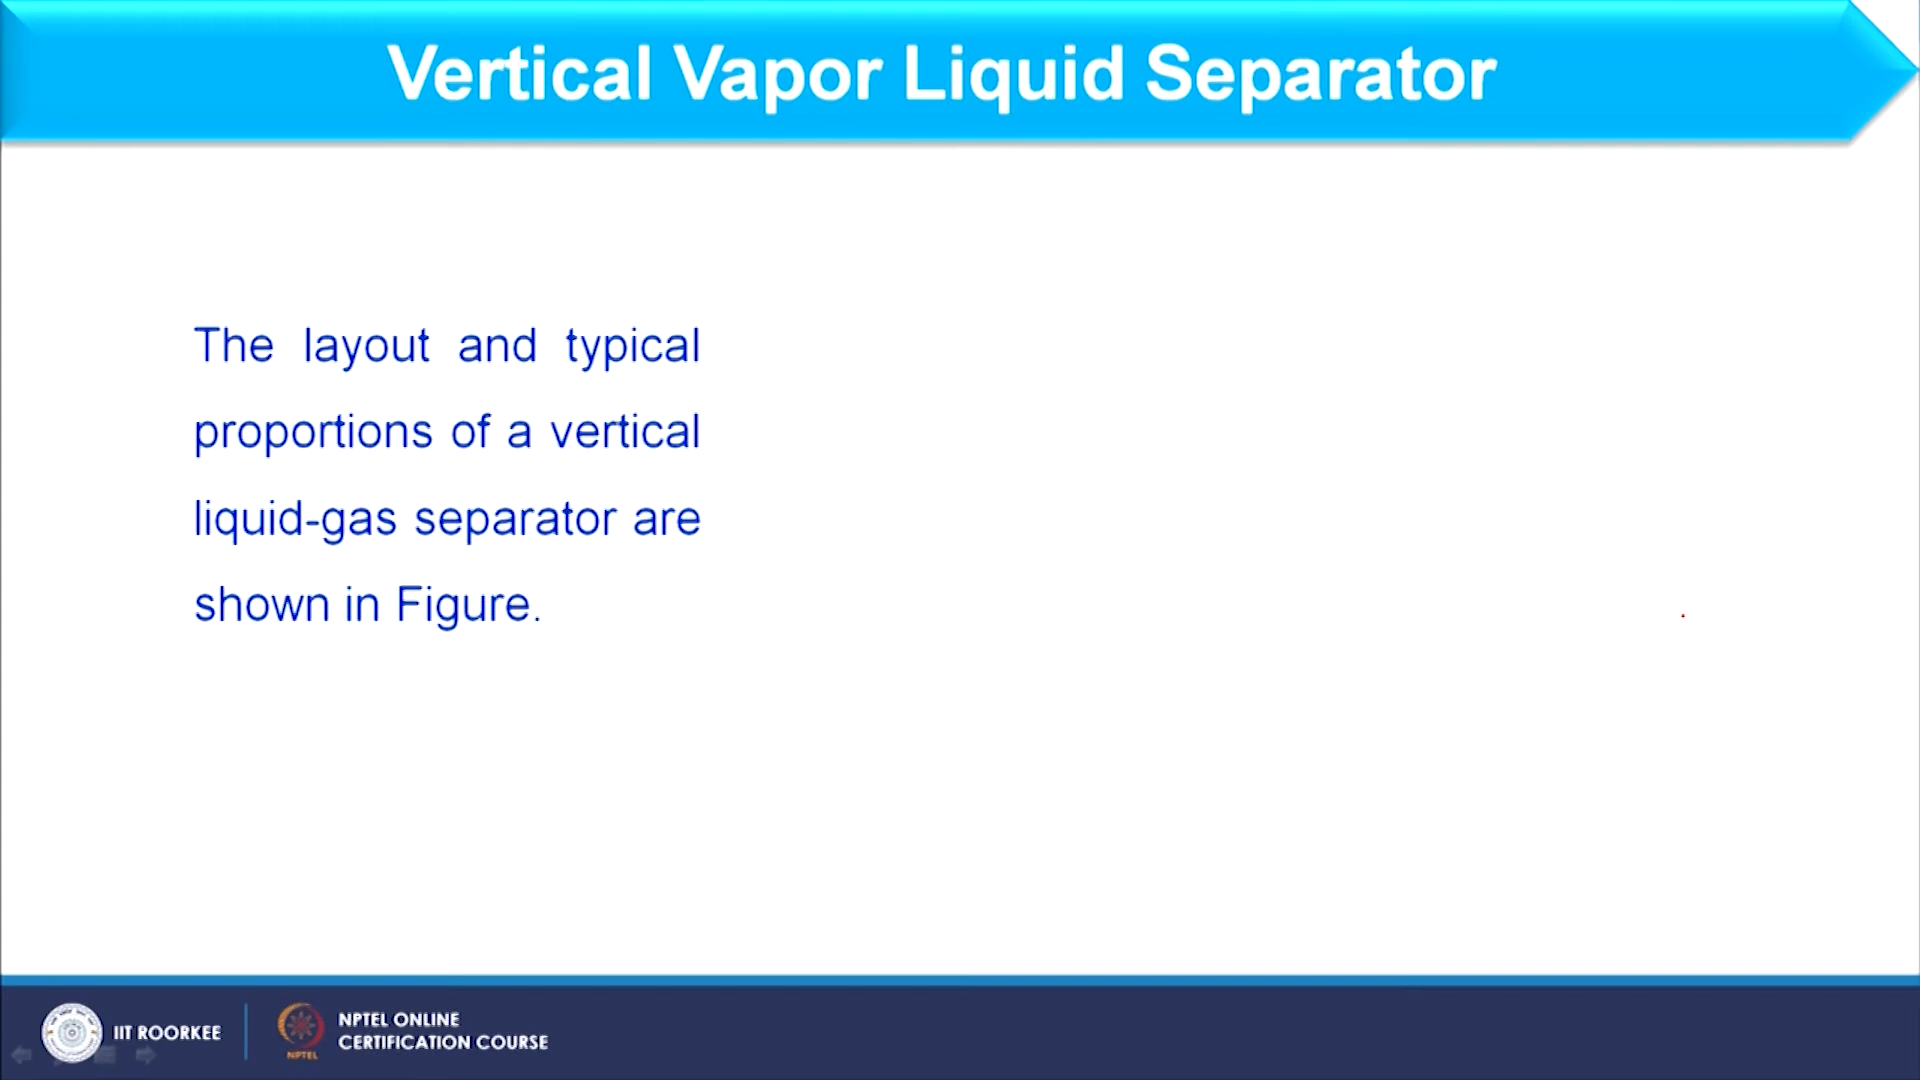 Vertical Vapor Liquid Separator
The layout and typical
proportions of a vertical
liquid-gas separator are
shown in Figure.
IIT ROORKEE
NPTEL
NPTEL ONLINE
CERTIFICATION COURSE